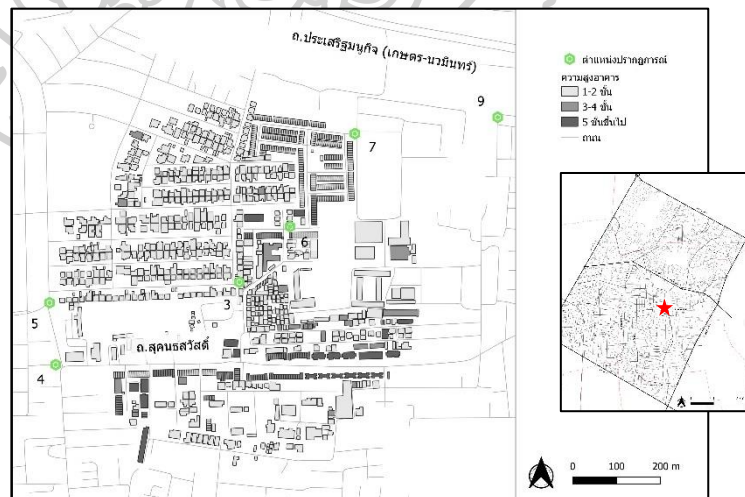 ถ.ประเสริฐมนูกิจ (เกษตร-นวมินทร์)
9
7
6
3
5
ถ.สุคนธสวัสดิ์
4
ตำแหน่งปรากฏการณ์
ความสูงอาคาร
1-2 ชั้น
3-4 ชั้น
5 ชั้นขึ้นไป
ถนน
0 100 200 m